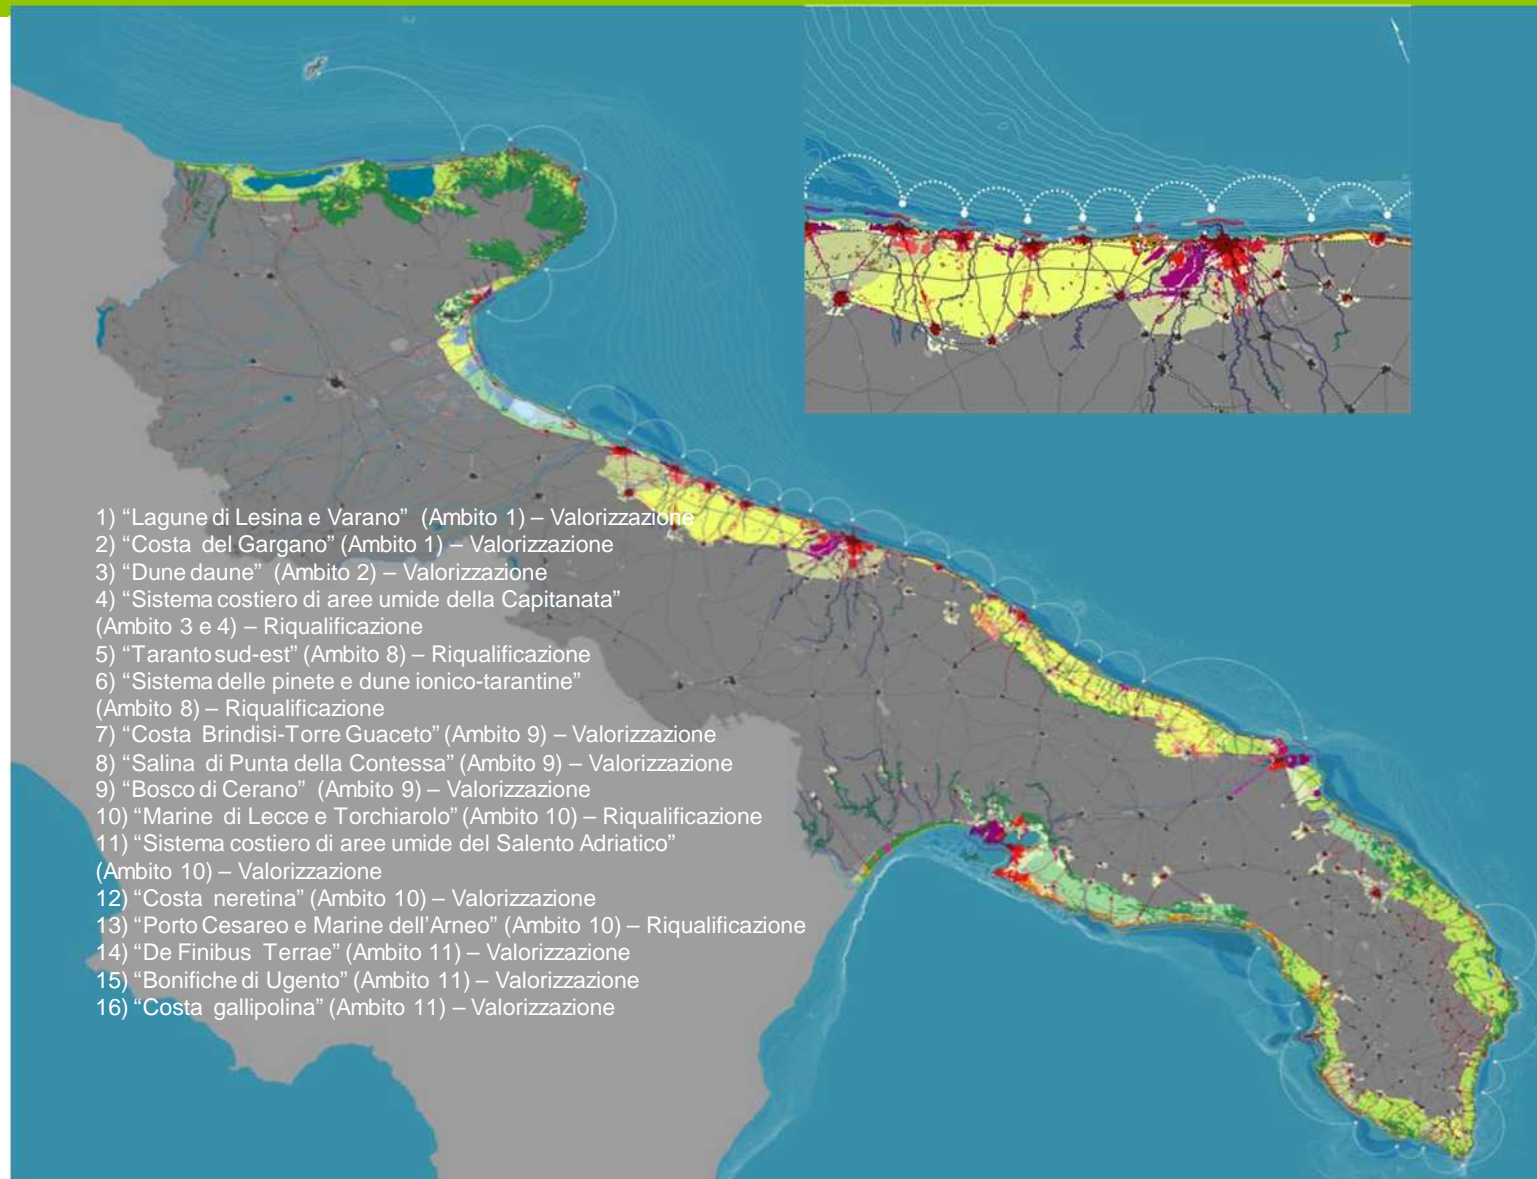 1) “Lagune di Lesina e Varano” (Ambito 1) – Valorizzazione
2) “Costa del Gargano” (Ambito 1) – Valorizzazione
3) “Dune daune” (Ambito 2) – Valorizzazione
4) “Sistema costiero di aree umide della Capitanata”
(Ambito 3 e 4) – Riqualificazione
5) “Taranto sud-est” (Ambito 8) – Riqualificazione
6) “Sistema delle pinete e dune ionico-tarantine”
(Ambito 8) – Riqualificazione
7) “Costa Brindisi-Torre Guaceto” (Ambito 9) – Valorizzazione
8) “Salina di Punta della Contessa” (Ambito 9) – Valorizzazione
9) “Bosco di Cerano” (Ambito 9) – Valorizzazione
10) “Marine di Lecce e Torchiarolo” (Ambito 10) – Riqualificazione
11) “Sistema costiero di aree umide del Salento Adriatico”
(Ambito 10) – Valorizzazione
12) “Costa neretina” (Ambito 10) – Valorizzazione
13) “Porto Cesareo e Marine dell’Arneo” (Ambito 10) – Riqualificazione
14) “De Finibus Terrae” (Ambito 11) – Valorizzazione
15) “Bonifiche di Ugento” (Ambito 11) – Valorizzazione
16) “Costa gallipolina” (Ambito 11) – Valorizzazione